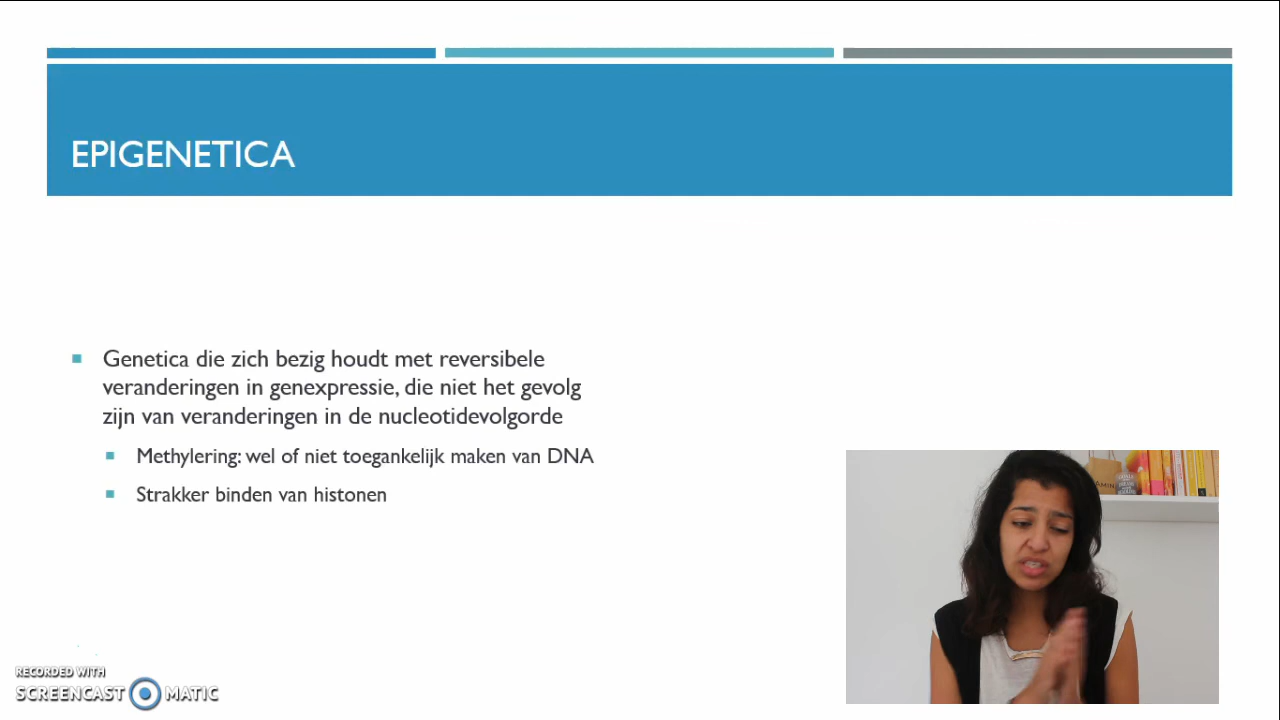 EPIGENETICA
Genetica die zich bezig houdt met reversibele
veranderingen in genexpressie, die niet het gevolg
zijn van veranderingen in de nucleotidevolgorde
Methylering: wel of niet toegankelijk maken van DNA
Strakker binden van histonen
RECORDED WITH
SCREENCAST MATIC